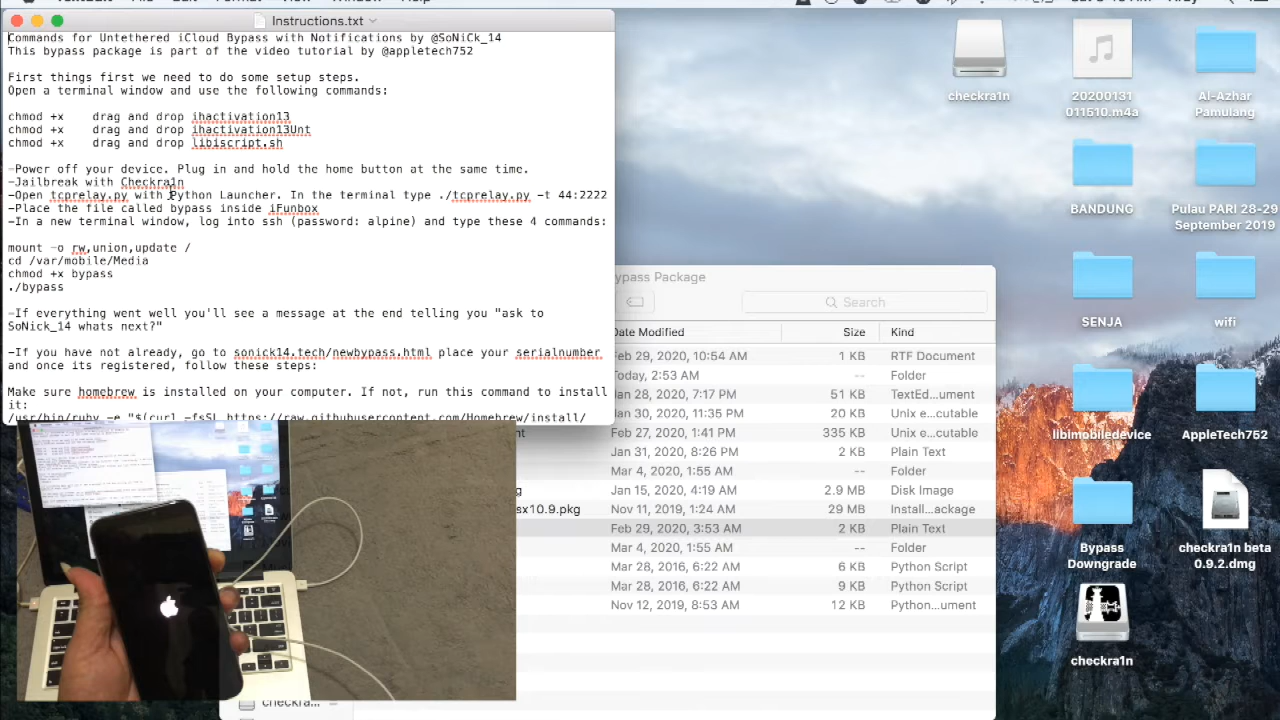 Instructions.txt
Commands for Untethered iCloud Bypass with Notifications by @SoNiCk_14
This bypass package is part of the video tutorial by @appletech752
First things first we need to do some setup steps.
Open a terminal window and use the following commands:
chmod +x    drag and drop ihactivation13
chmod +x    drag and drop ihactivation13Unt
chmod +x    drag and drop libiscript.sh
-Power off your device. Plug in and hold the home button at the same time.
-Jailbreak with Checkra1n
-Open tcprelay.py with Python Launcher. In the terminal type ./tcprelay.py -t 44:2222
-Place the file called bypass inside iFunbox
-In a new terminal window, log into ssh (password: alpine) and type these 4 commands:
mount -o rw,union,update /
cd /var/mobile/Media
chmod +x bypass
./bypass
-If everything went well you'll see a message at the end telling you "ask to
SoNick_14 whats next?"
-If you have not already, go to sonick14.tech/newbypass.html place your serialnumber
and once its registered, follow these steps:
Make sure homebrew is installed on your computer. If not, run this command to install
it:
/usr/bin/ruby -e "$(curl -fsSL https://raw.githubusercontent.com/Homebrew/install/
ypass Package
Search
Date Modified Size Kind
Feb 29, 2020, 10:54 AM 1 KB RTF Document
Today, 2:53 AM -- Folder
Jan 28, 2020, 7:17 PM 51 KB TextEd...ument
Jan 30, 2020, 11:35 PM 20 KB Unix e...cutable
nt Feb 27, 2020, 1:41 PM 335 KB Unix e...cutable
Jan 31, 2020, 8:26 PM 2 KB Plain Text
Mar 4, 2020, 1:55 AM -- Folder
g Jan 15, 2020, 4:19 AM 2.9 MB Disk Image
sx10.9.pkg Nov 11, 2019, 1:24 AM 29 MB Install...ackage
Feb 29, 2020, 3:53 AM 2 KB Plain Text
Mar 4, 2020, 1:55 AM -- Folder
Mar 28, 2016, 6:22 AM 6 KB Python Script
Mar 28, 2016, 6:22 AM 9 KB Python Script
Nov 12, 2019, 8:53 AM 12 KB Python...ument
checkra...
checkra1n
20200131
011510.m4a
Al-Azhar
Pamulang
BANDUNG
Pulau PARI 28-29
September 2019
SENJA
wifi
libimobiledevice
AppleTech752
Bypass
Downgrade
checkra1n beta
0.9.2.dmg
checkra1n